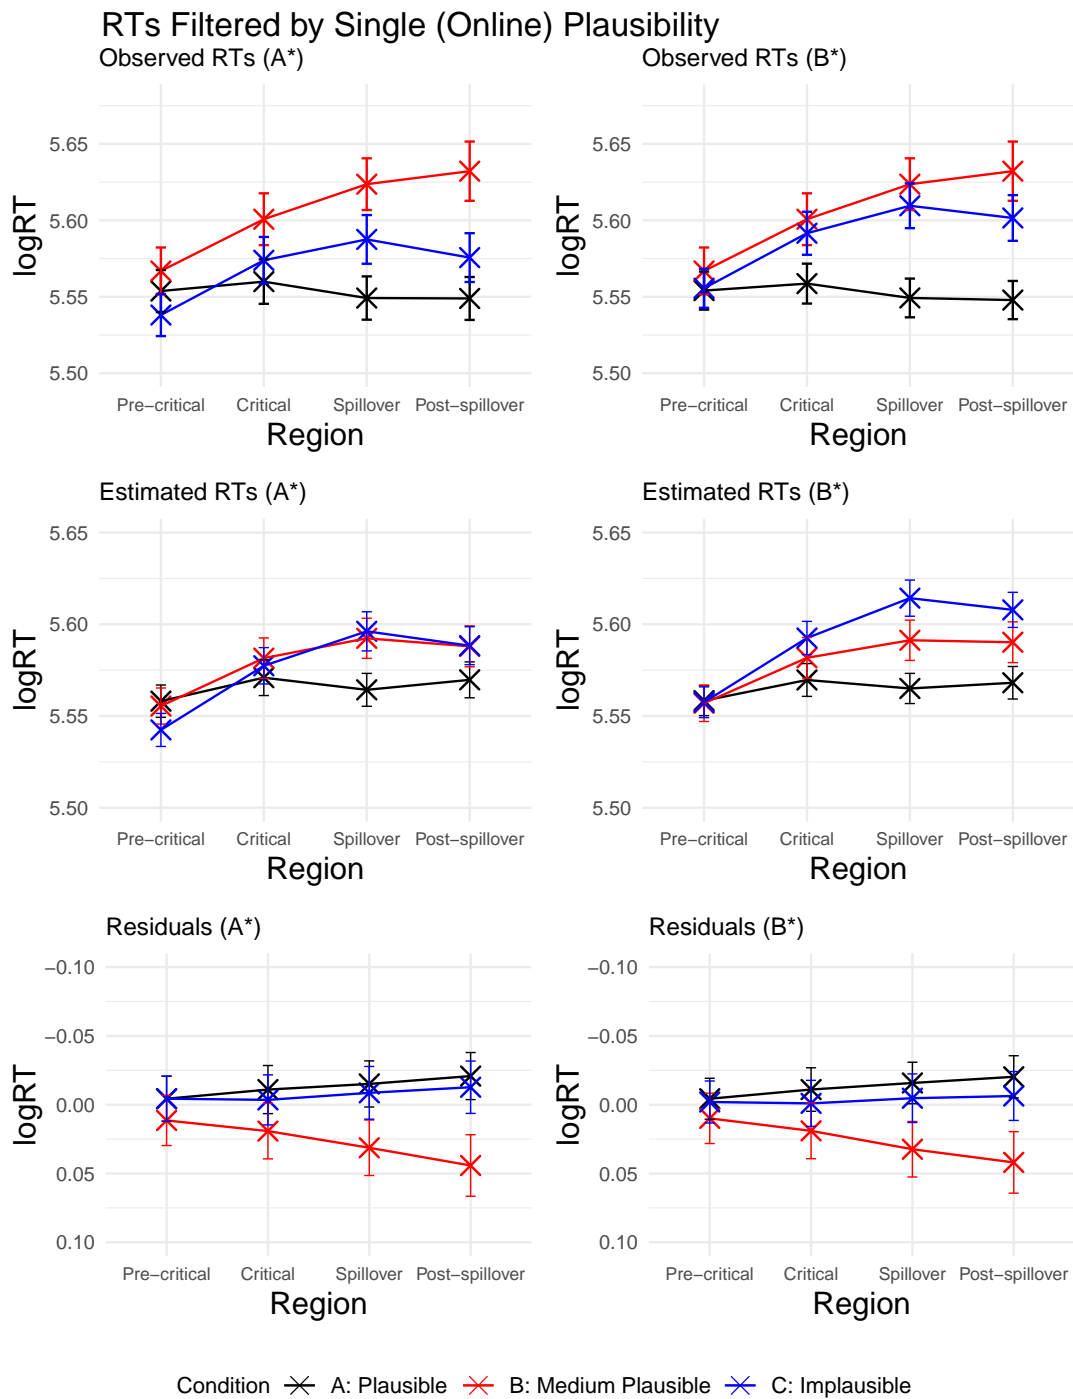 RTs Filtered by Single (Online) Plausibility
Observed RTs (A*)
logRT
5.65
5.60
5.55
5.50
Pre−critical Critical Spillover Post−spillover
Region
Observed RTs (B*)
logRT
5.65
5.60
5.55
5.50
Pre−critical Critical Spillover Post−spillover
Region
Estimated RTs (A*)
logRT
5.65
5.60
5.55
5.50
Pre−critical Critical Spillover Post−spillover
Region
Estimated RTs (B*)
logRT
5.65
5.60
5.55
5.50
Pre−critical Critical Spillover Post−spillover
Region
Residuals (A*)
logRT
−0.10
−0.05
0.00
0.05
0.10
Pre−critical Critical Spillover Post−spillover
Region
Residuals (B*)
logRT
−0.10
−0.05
0.00
0.05
0.10
Pre−critical Critical Spillover Post−spillover
Region
Condition A: Plausible B: Medium Plausible C: Implausible